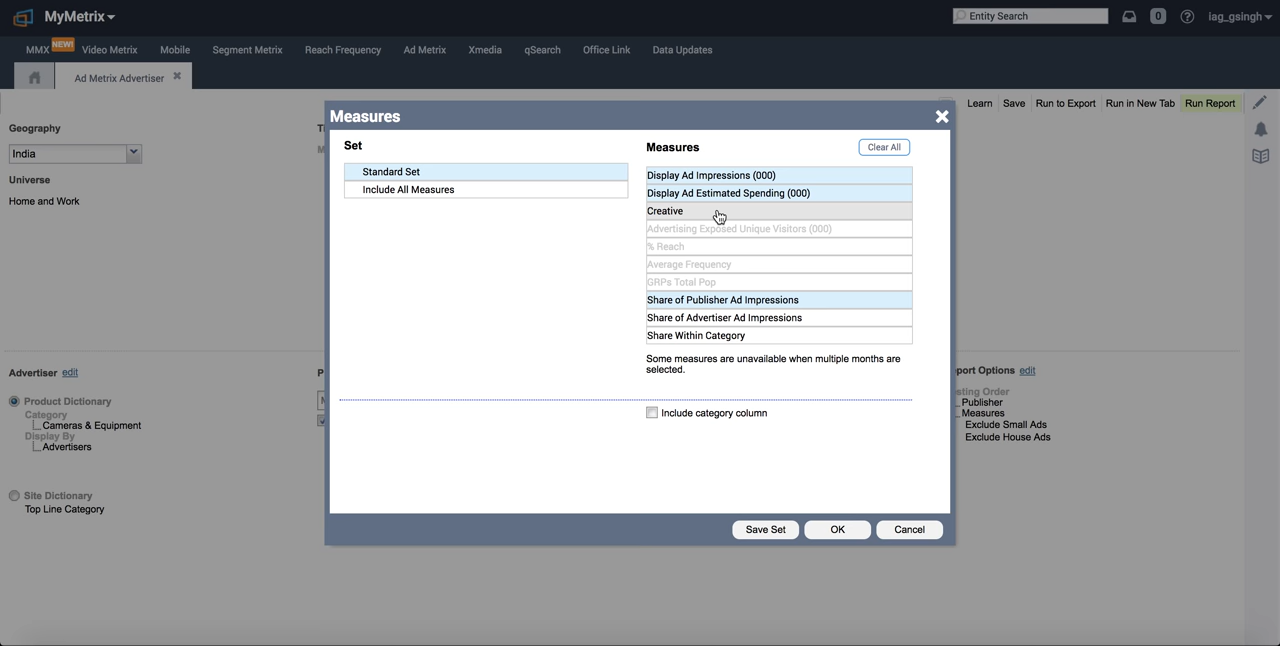 MyMetrix
Entity Search
0
iag_gsingh
MMX
NEW!
Video Metrix
Mobile
Segment Metrix
Reach Frequency
Ad Metrix
Xmedia
qSearch
Office Link
Data Updates
Ad Metrix Advertiser
Learn
Save
Run to Export
Run in New Tab
Run Report
Geography
India
Universe
Home and Work
Measures
Set
Standard Set
Include All Measures
Measures
Clear All
Display Ad Impressions (000)
Display Ad Estimated Spending (000)
Creative
Advertising Exposed Unique Visitors (000)
% Reach
Average Frequency
GRPs Total Pop
Share of Publisher Ad Impressions
Share of Advertiser Ad Impressions
Share Within Category
Some measures are unavailable when multiple months are
selected.
Include category column
Save Set
OK
Cancel
Advertiser edit
Product Dictionary
Category
Cameras & Equipment
Display By
Advertisers
Site Dictionary
Top Line Category
port Options edit
sting Order
Publisher
Measures
Exclude Small Ads
Exclude House Ads